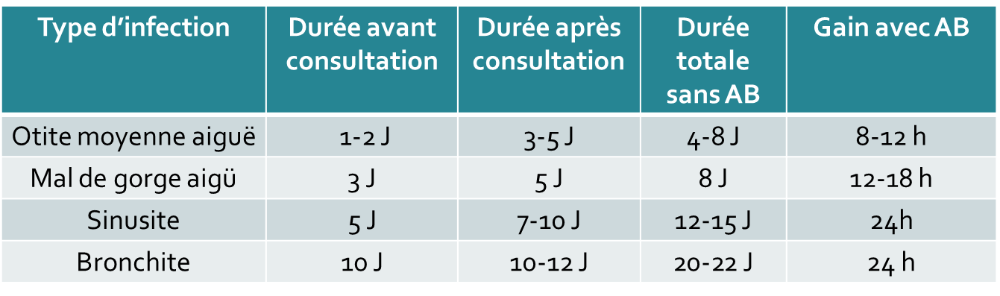 Type d'infection
Durée avant
consultation
Durée après
consultation
Durée
totale
sans AB
Gain avec AB
Otite moyenne aiguë 1-2 J 3-5 J 4-8 J 8-12 h
Mal de gorge aigü 3 J 5 J 8 J 12-18 h
Sinusite 5 J 7-10 J 12-15 J 24h
Bronchite 10 J 10-12 J 20-22 J 24 h